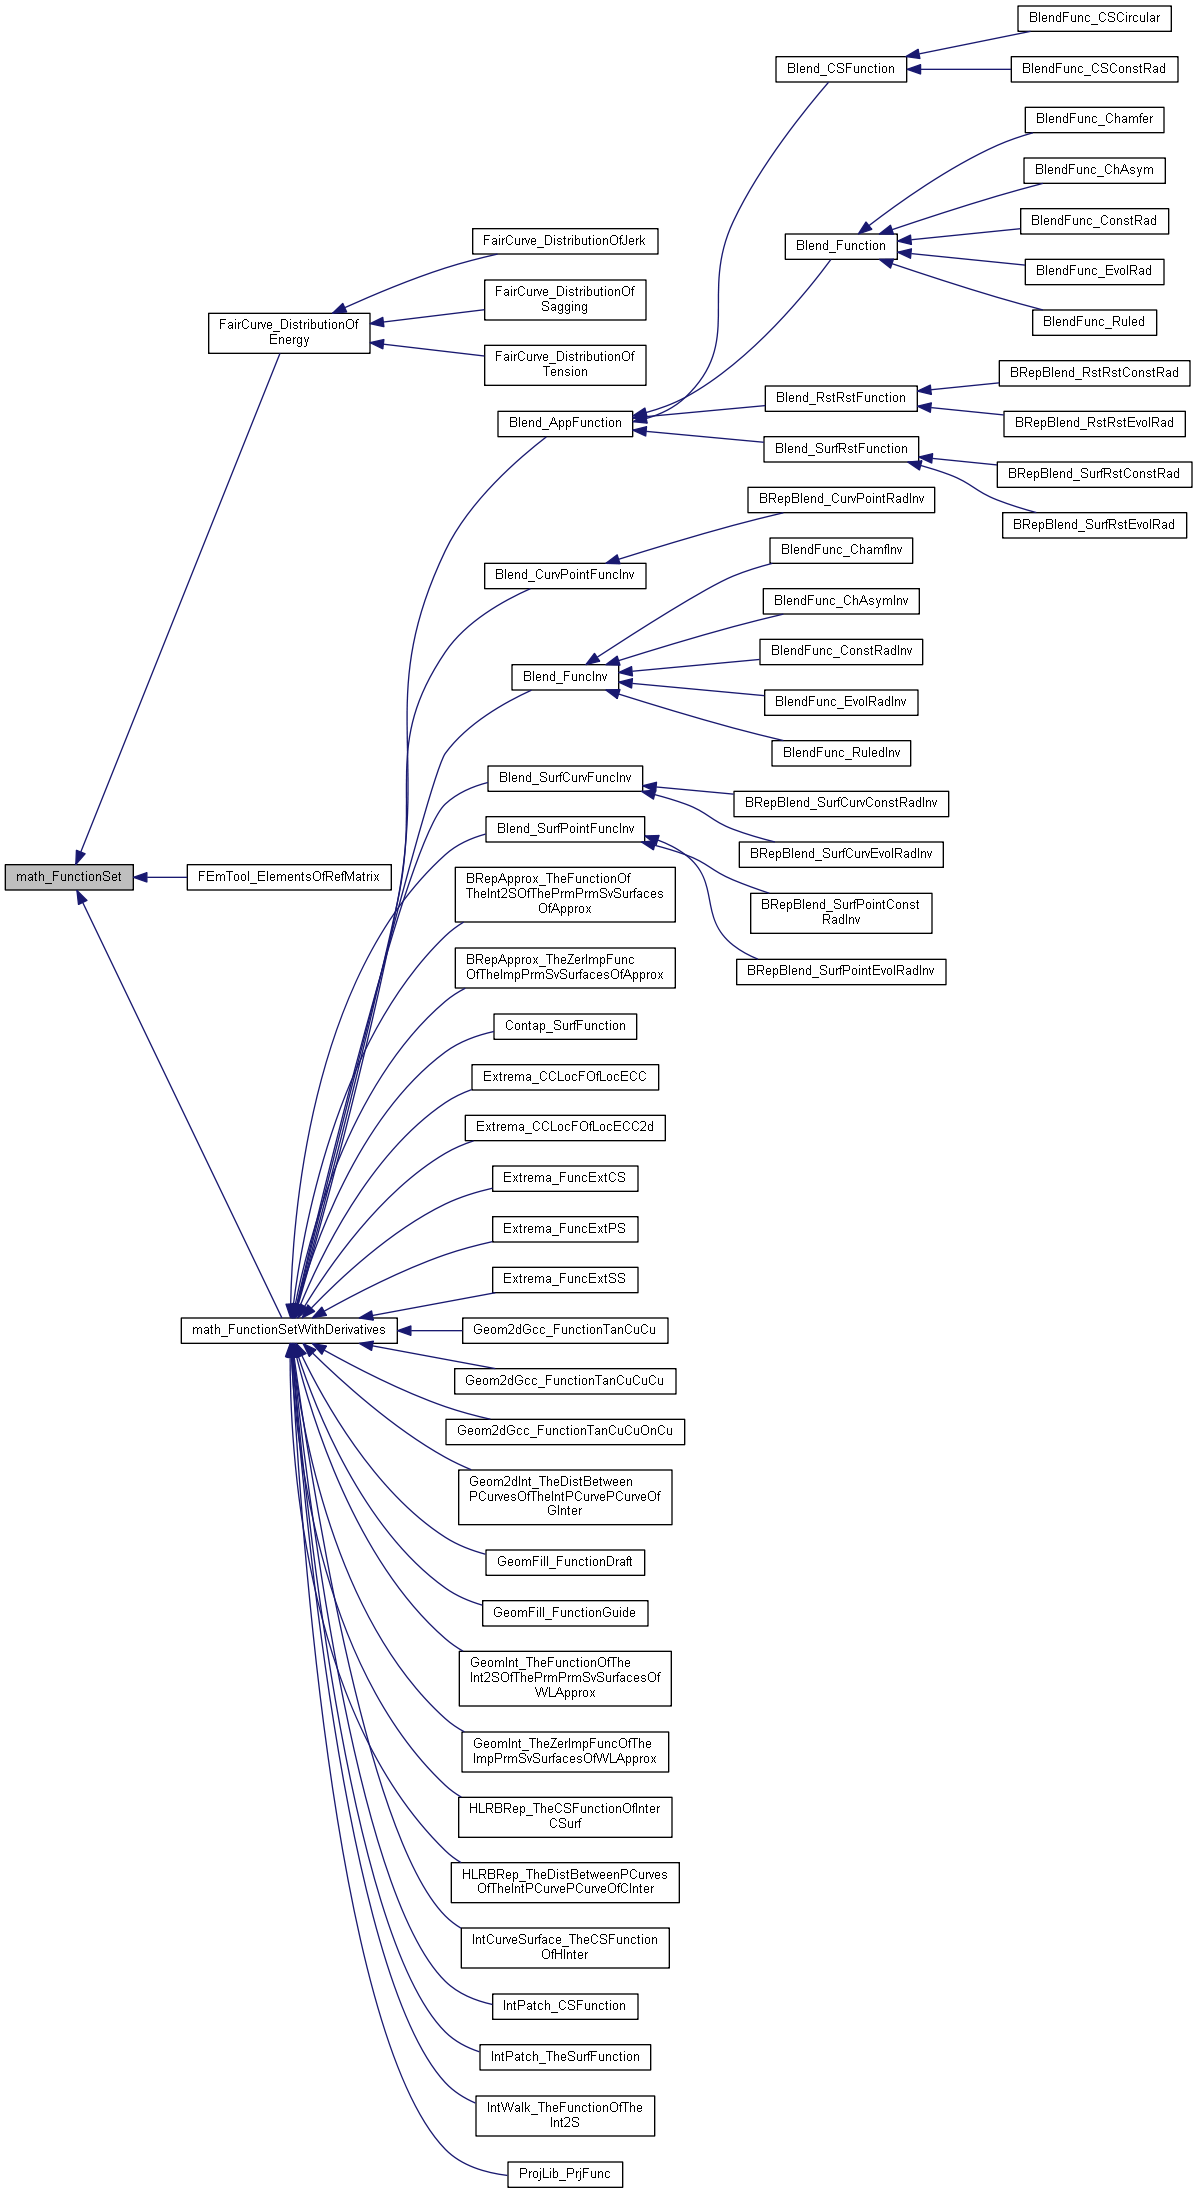 BlendFunc_CSCircular
Blend_CSFunction
BlendFunc_CSConstRad
BlendFunc_Chamfer
BlendFunc_ChAsym
BlendFunc_ConstRad
Blend_Function
BlendFunc_EvolRad
BlendFunc_Ruled
FairCurve_DistributionOfJerk
FairCurve_DistributionOf
Sagging
FairCurve_DistributionOf
Energy
FairCurve_DistributionOf
Tension
BRepBlend_RstRstConstRad
Blend_RstRstFunction
BRepBlend_RstRstEvolRad
Blend_AppFunction
Blend_SurfRstFunction
BRepBlend_SurfRstConstRad
BRepBlend_SurfRstEvolRad
BRepBlend_CurvPointRadInv
Blend_CurvPointFuncInv
BlendFunc_ChamfInv
BlendFunc_ChAsymInv
BlendFunc_ConstRadInv
Blend_FuncInv
BlendFunc_EvolRadInv
BlendFunc_RuledInv
Blend_SurfCurvFuncInv
BRepBlend_SurfCurvConstRadInv
Blend_SurfPointFuncInv
BRepBlend_SurfCurvEvolRadInv
math_FunctionSet
FEmTool_ElementsOfRefMatrix
BRepApprox_TheFunctionOf
TheInt2SOfThePrmPrmSvSurfaces
OfApprox
BRepBlend_SurfPointConst
RadInv
BRepApprox_TheZerImpFunc
OfTheImpPrmSvSurfacesOfApprox
BRepBlend_SurfPointEvolRadInv
Contap_SurfFunction
Extrema_CCLocFOfLocECC
Extrema_CCLocFOfLocECC2d
Extrema_FuncExtCS
Extrema_FuncExtPS
Extrema_FuncExtSS
math_FunctionSetWithDerivatives
Geom2dGcc_FunctionTanCuCu
Geom2dGcc_FunctionTanCuCuCu
Geom2dGcc_FunctionTanCuCuOnCu
Geom2dInt_TheDistBetween
PCurvesOfTheIntPCurvePCurveOf
GInter
GeomFill_FunctionDraft
GeomFill_FunctionGuide
GeomInt_TheFunctionOfThe
Int2SOfThePrmPrmSvSurfacesOf
WLApprox
GeomInt_TheZerImpFuncOfThe
ImpPrmSvSurfacesOfWLApprox
HLRBRep_TheCSFunctionOfInter
CSurf
HLRBRep_TheDistBetweenPCurves
OfTheIntPCurvePCurveOfCInter
IntCurveSurface_TheCSFunction
OfHInter
IntPatch_CSFunction
IntPatch_TheSurfFunction
IntWalk_TheFunctionOfThe
Int2S
ProjLib_PrjFunc